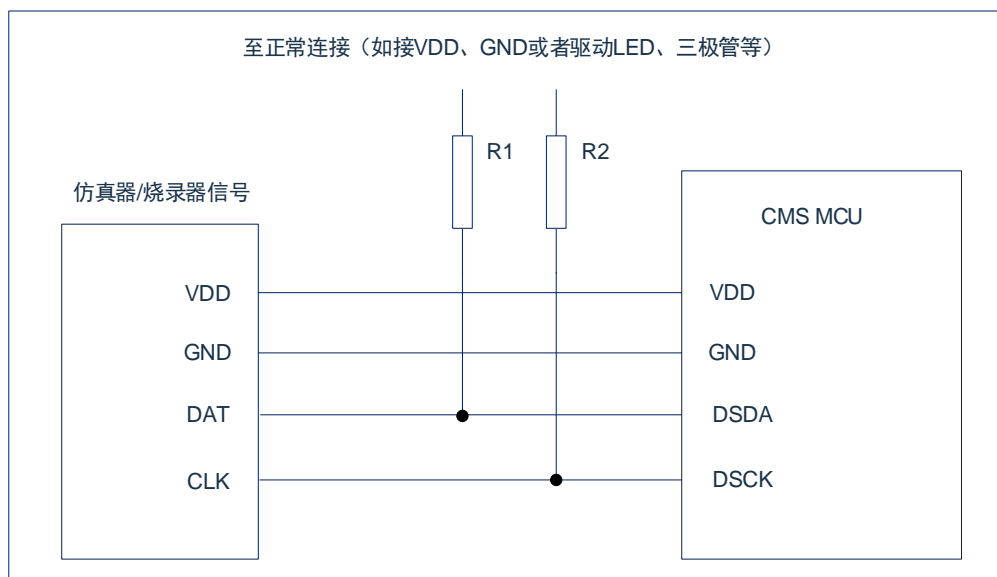 至正常连接（如接VDD、GND或者驱动LED、三极管等）
R1
R2
仿真器/烧录器信号
CMS MCU
VDD
VDD
GND
GND
DAT
DSDA
CLK
DSCK